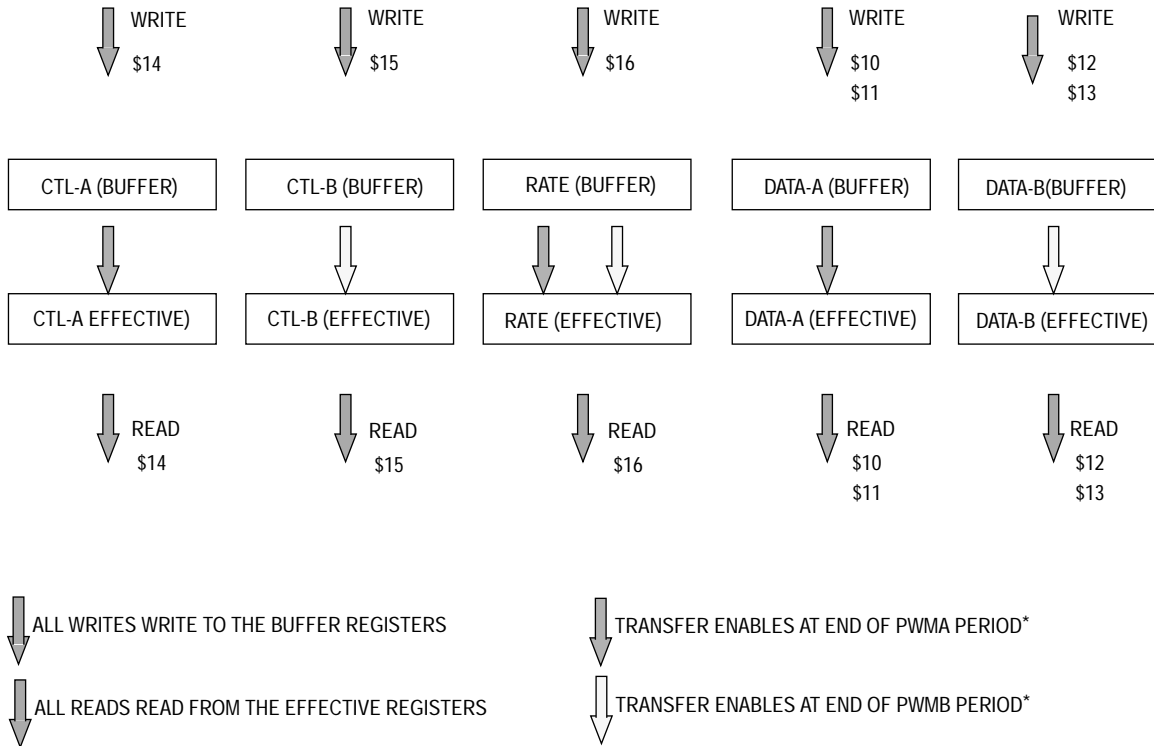 WRITE WRITE WRITE WRITE WRITE
$14 $15 $16 $10 $12
$11 $13
CTL-A (BUFFER) CTL-B (BUFFER) RATE (BUFFER) DATA-A (BUFFER) DATA-B(BUFFER)
CTL-A EFFECTIVE) CTL-B (EFFECTIVE) RATE (EFFECTIVE) DATA-A (EFFECTIVE) DATA-B (EFFECTIVE)
READ READ READ READ READ
$14 $15 $16 $10 $12
$11 $13
ALL WRITES WRITE TO THE BUFFER REGISTERS TRANSFER ENABLES AT END OF PWMA PERIOD*
ALL READS READ FROM THE EFFECTIVE REGISTERS TRANSFER ENABLES AT END OF PWMB PERIOD*